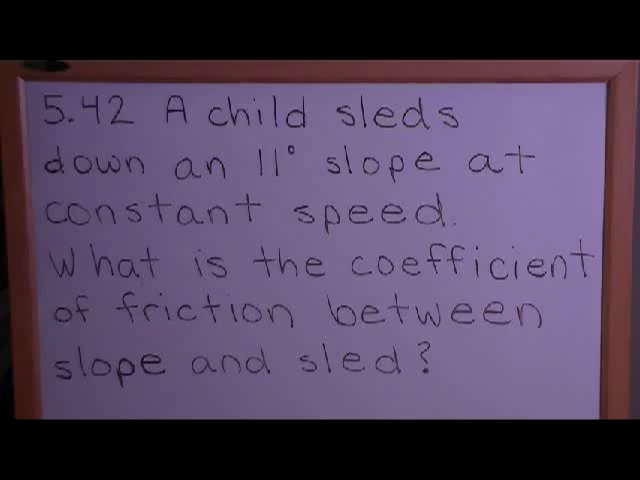 5.42 A child sleds
down an 11° slope at
constant speed.
What is the coefficient
of friction between
slope and sled?